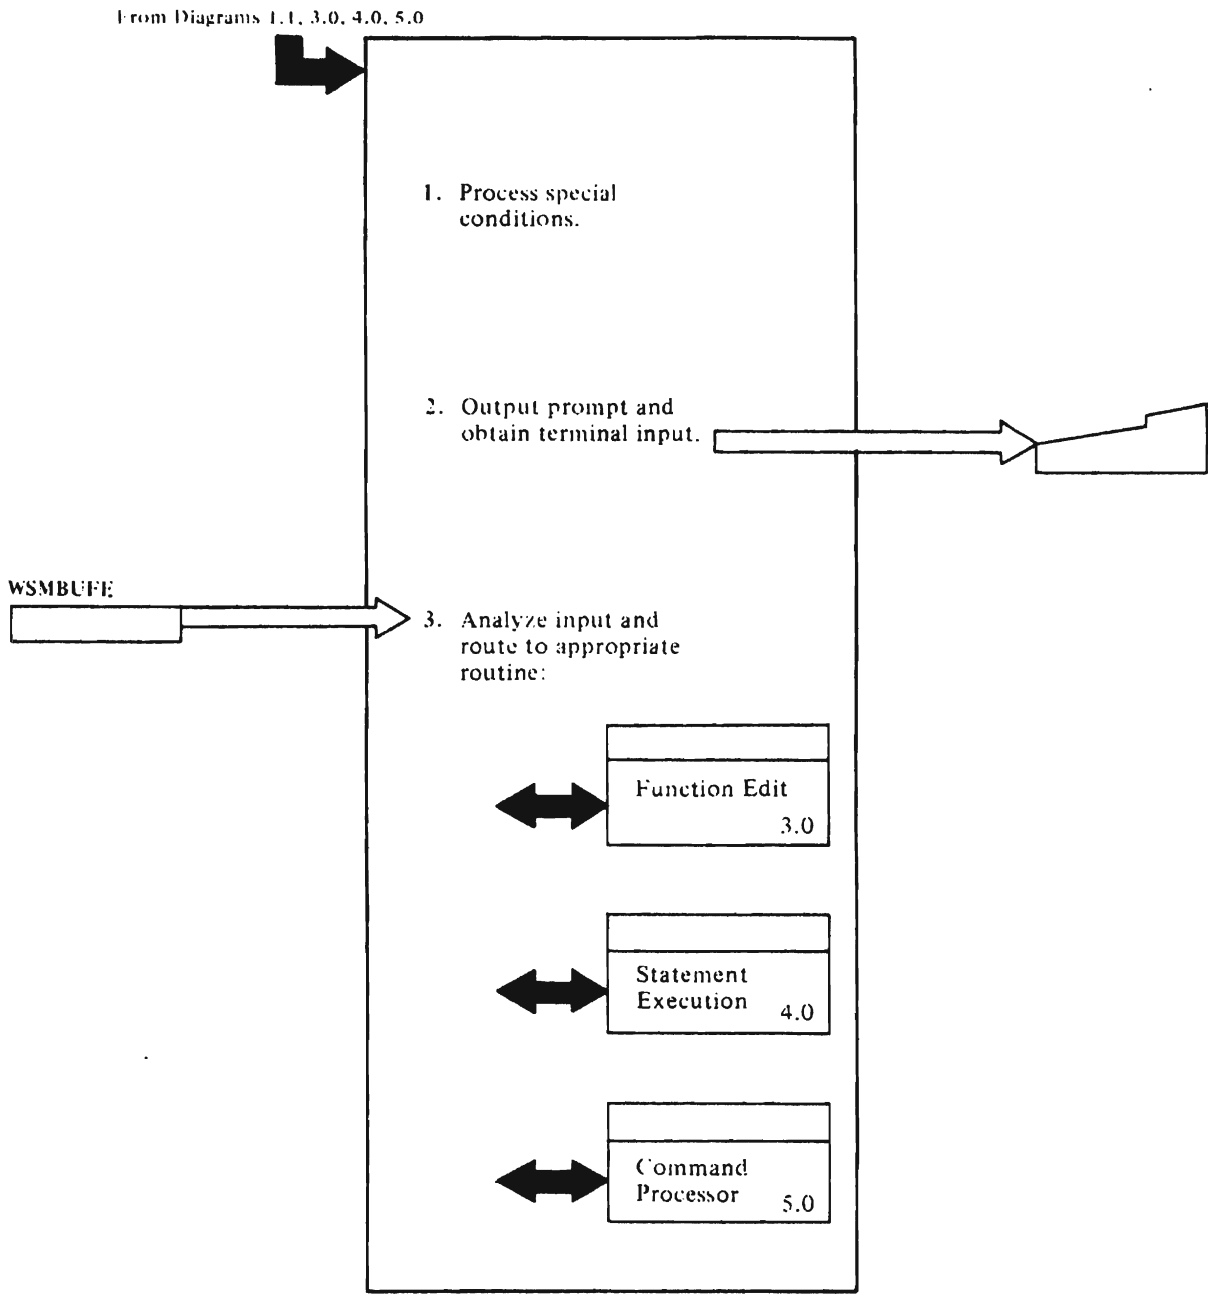 From Diagrams 1.1, 3.0, 4.0, 5.0
1. Process special
conditions.
2. Output prompt and
obtain terminal input.
WSMBUFE
3. Analyze input and
route to appropriate
routine:
Function Edit
3.0
Statement
Execution
4.0
Command
Processor
5.0